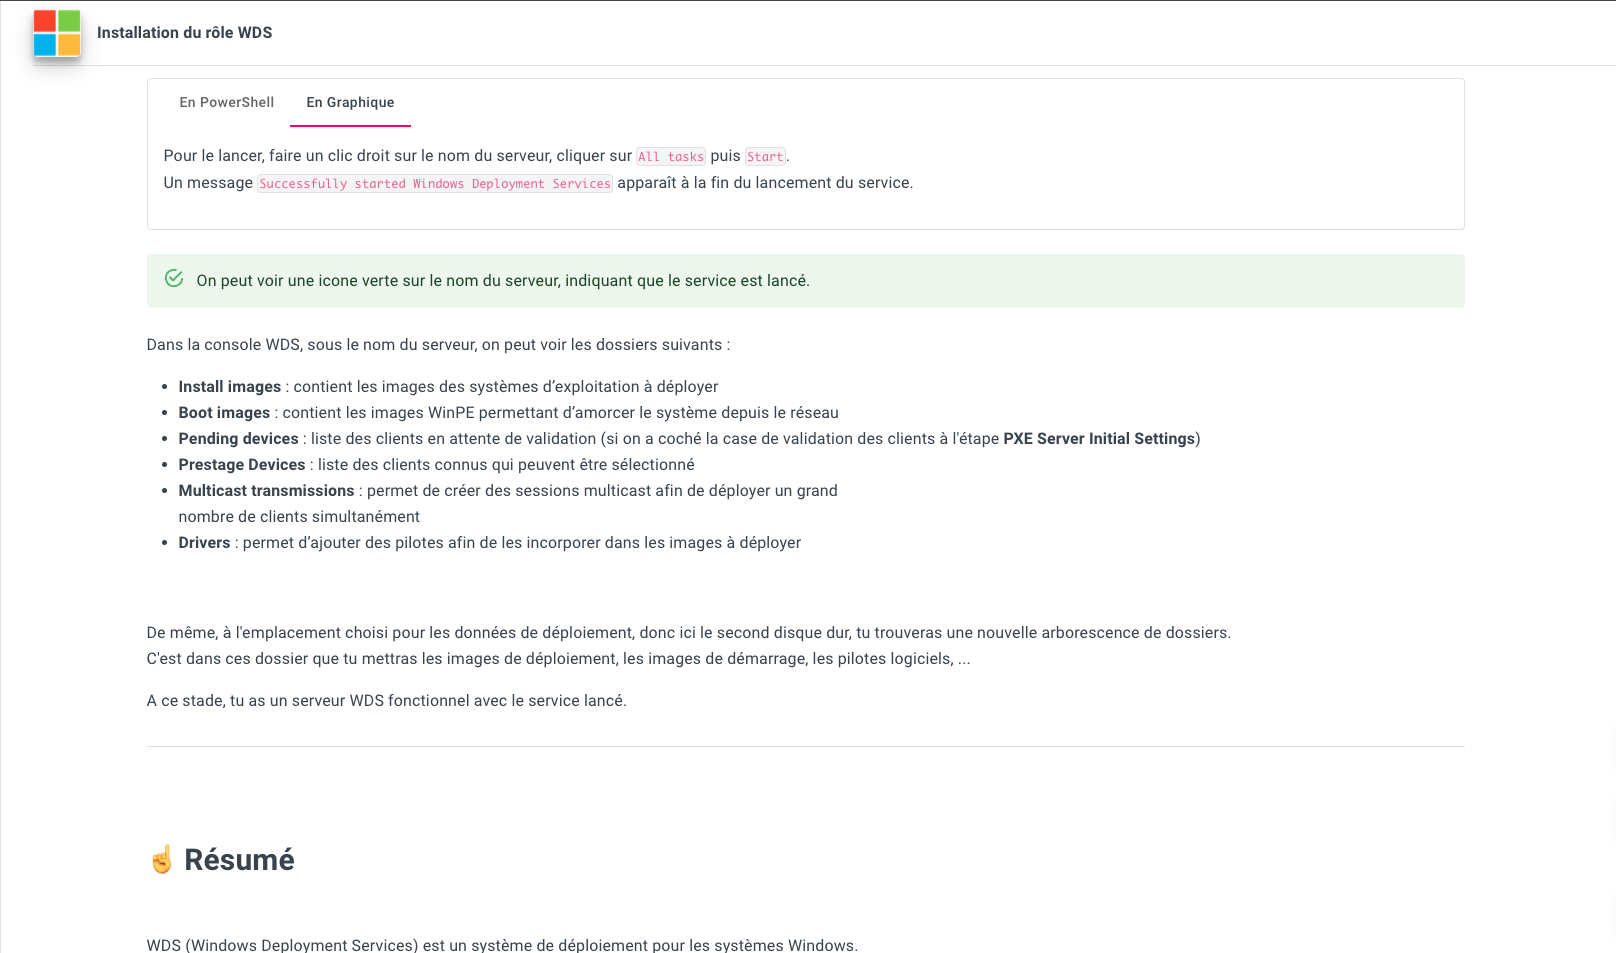 Installation du rôle WDS
En PowerShell
En Graphique
Pour le lancer, faire un clic droit sur le nom du serveur, cliquer sur All tasks puis Start.
Un message Successfully started Windows Deployment Services apparaît à la fin du lancement du service.
On peut voir une icone verte sur le nom du serveur, indiquant que le service est lancé.
Dans la console WDS, sous le nom du serveur, on peut voir les dossiers suivants :
• Install images : contient les images des systèmes d’exploitation à déployer
• Boot images : contient les images WinPE permettant d’amorcer le système depuis le réseau
• Pending devices : liste des clients en attente de validation (si on a coché la case de validation des clients à l'étape PXE Server Initial Settings)
• Prestage Devices : liste des clients connus qui peuvent être sélectionné
• Multicast transmissions : permet de créer des sessions multicast afin de déployer un grand
nombre de clients simultanément
• Drivers : permet d’ajouter des pilotes afin de les incorporer dans les images à déployer
De même, à l'emplacement choisi pour les données de déploiement, donc ici le second disque dur, tu trouveras une nouvelle arborescence de dossiers.
C'est dans ces dossier que tu mettras les images de déploiement, les images de démarrage, les pilotes logiciels, ...
A ce stade, tu as un serveur WDS fonctionnel avec le service lancé.
☝️ Résumé
WDS (Windows Deployment Services) est un système de déploiement pour les systèmes Windows.